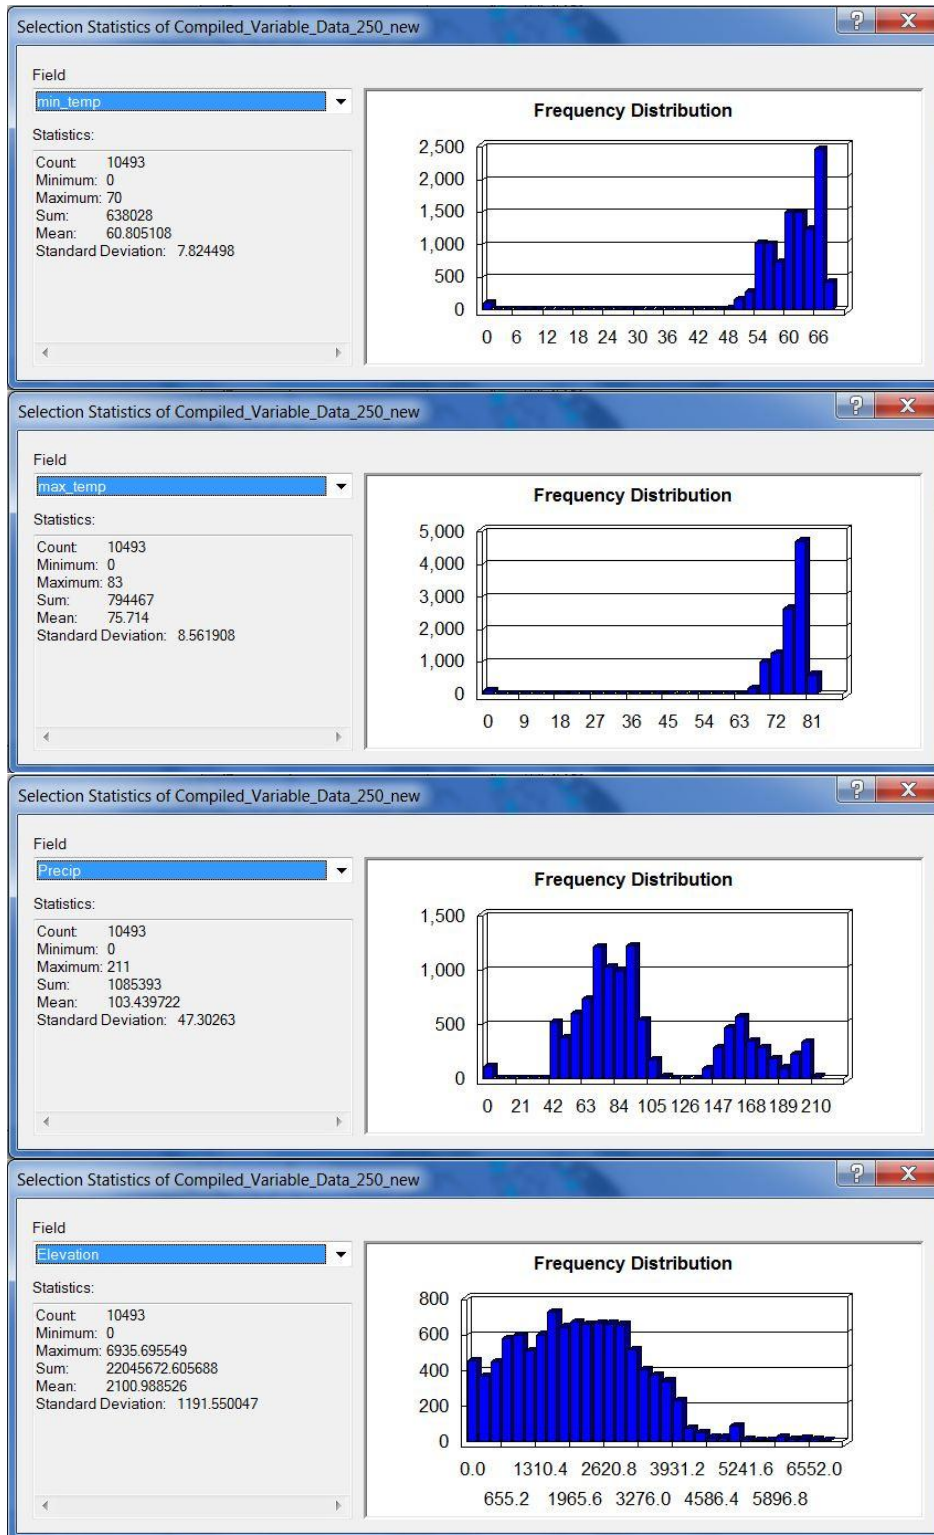 Selection Statistics of Compiled_Variable_Data_250_new
Field
min_temp
Statistics:
Count: 10493
Minimum: 0
Maximum: 70
Sum: 638028
Mean: 60.805108
Standard Deviation: 7.824498
Frequency Distribution
2,500
2,000
1,500
1,000
500
0
0 6 12 18 24 30 36 42 48 54 60 66
Selection Statistics of Compiled_Variable_Data_250_new
Field
max_temp
Statistics:
Count: 10493
Minimum: 0
Maximum: 83
Sum: 794467
Mean: 75.714
Standard Deviation: 8.561908
Frequency Distribution
5,000
4,000
3,000
2,000
1,000
0
0 9 18 27 36 45 54 63 72 81
Selection Statistics of Compiled_Variable_Data_250_new
Field
Precip
Statistics:
Count: 10493
Minimum: 0
Maximum: 211
Sum: 1085393
Mean: 103.439722
Standard Deviation: 47.30263
Frequency Distribution
1,500
1,000
500
0
0 21 42 63 84 105 126 147 168 189 210
Selection Statistics of Compiled_Variable_Data_250_new
Field
Elevation
Statistics:
Count: 10493
Minimum: 0
Maximum: 6935.695549
Sum: 22045672.605688
Mean: 2100.988526
Standard Deviation: 1191.550047
Frequency Distribution
800
600
400
200
0
0.0 1310.4 2620.8 3931.2 5241.6 6552.0
655.2 1965.6 3276.0 4586.4 5896.8